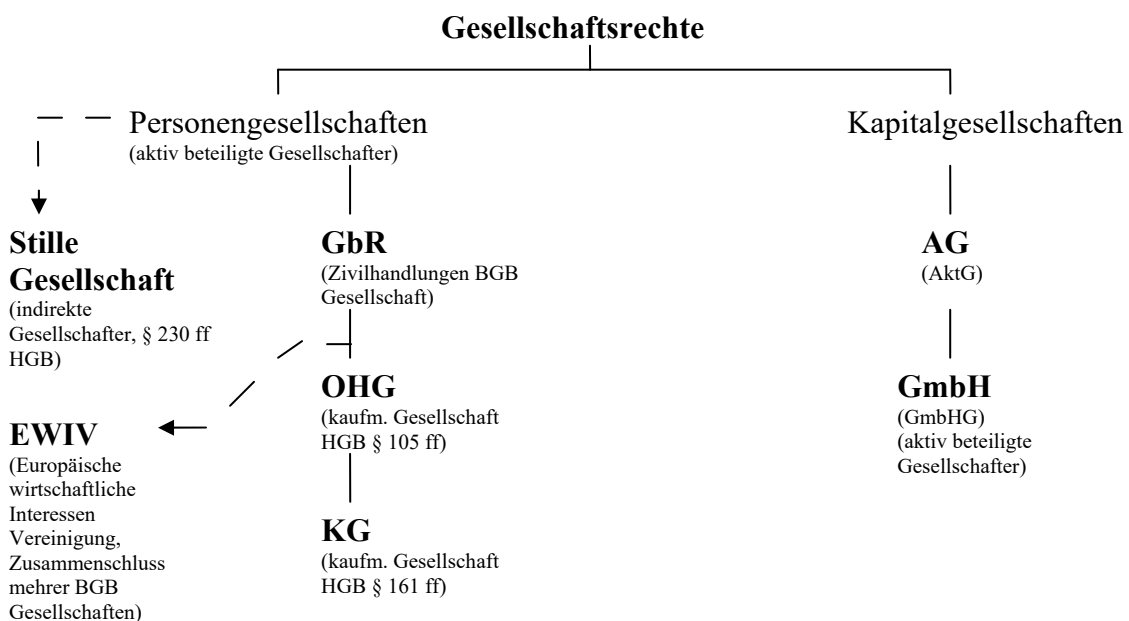 Gesellschaftsrechte
Personengesellschaften
(aktiv beteiligte Gesellschafter)
Kapitalgesellschaften
Stille
Gesellschaft
(indirekte
Gesellschafter, § 230 ff
HGB)
GbR
(Zivilhandlungen BGB
Gesellschaft)
AG
(AktG)
OHG
(kaufm. Gesellschaft
HGB § 105 ff)
GmbH
(GmbHG)
(aktiv beteiligte
Gesellschafter)
EWIV
(Europäische
wirtschaftliche
Interessen
Vereinigung,
Zusammenschluss
mehrer BGB
Gesellschaften)
KG
(kaufm. Gesellschaft
HGB § 161 ff)